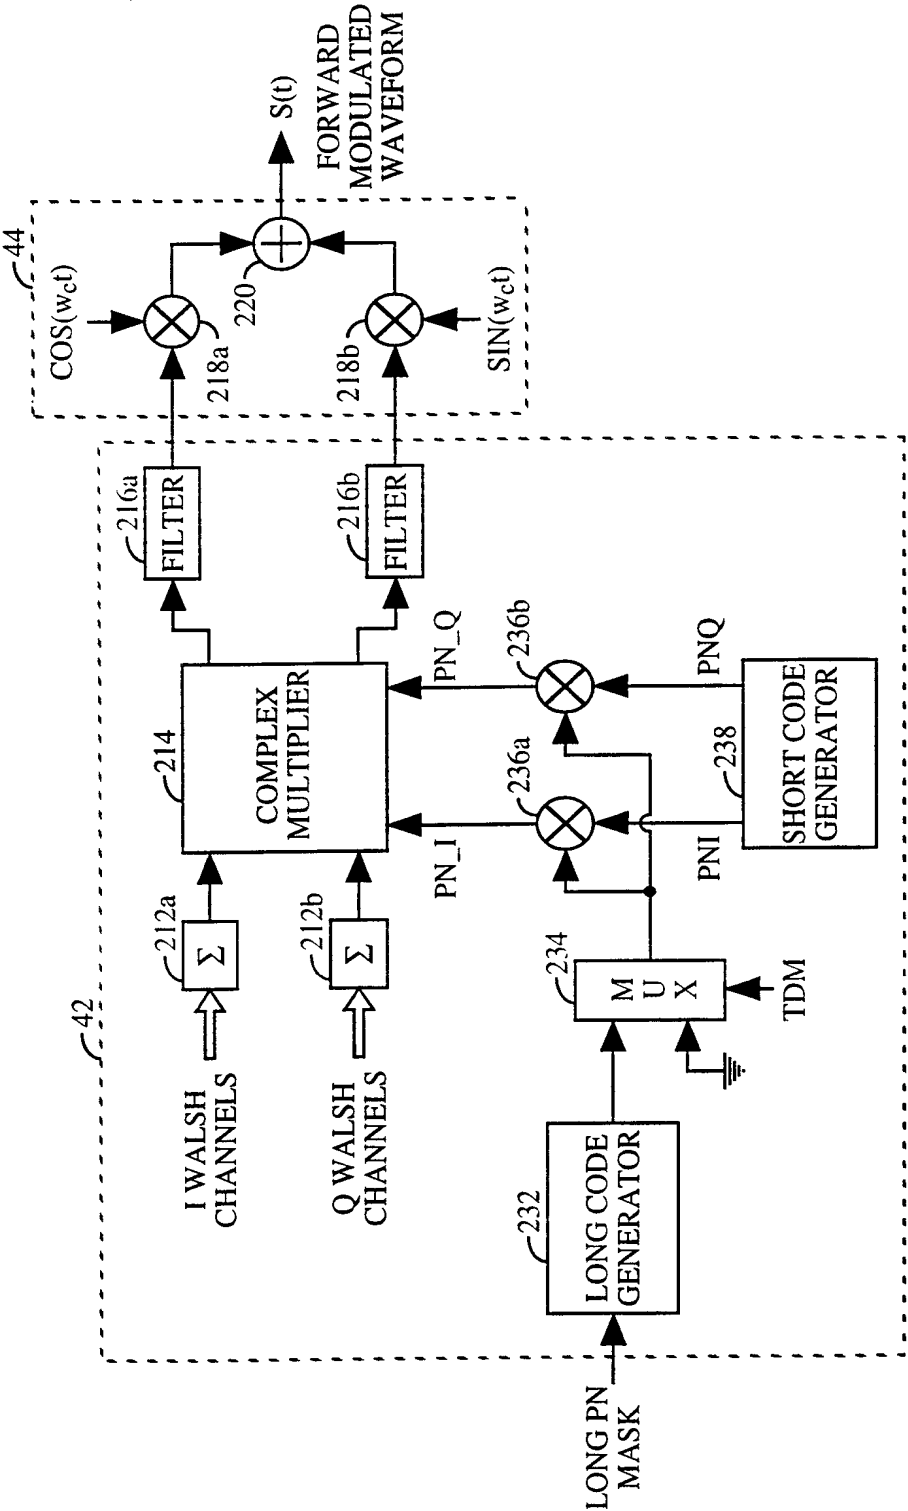 42
44
I WALSH
CHANNELS
212a
Σ
Q WALSH
CHANNELS
212b
Σ
214
COMPLEX
MULTIPLIER
216a
FILTER
216b
FILTER
COS(w_ct)
218a
218b
SIN(w_ct)
220
S(t)
FORWARD
MODULATED
WAVEFORM
PN_I
PN_Q
236a
236b
LONG PN
MASK
232
LONG CODE
GENERATOR
234
M
U
X
TDM
PNI
PNQ
238
SHORT CODE
GENERATOR